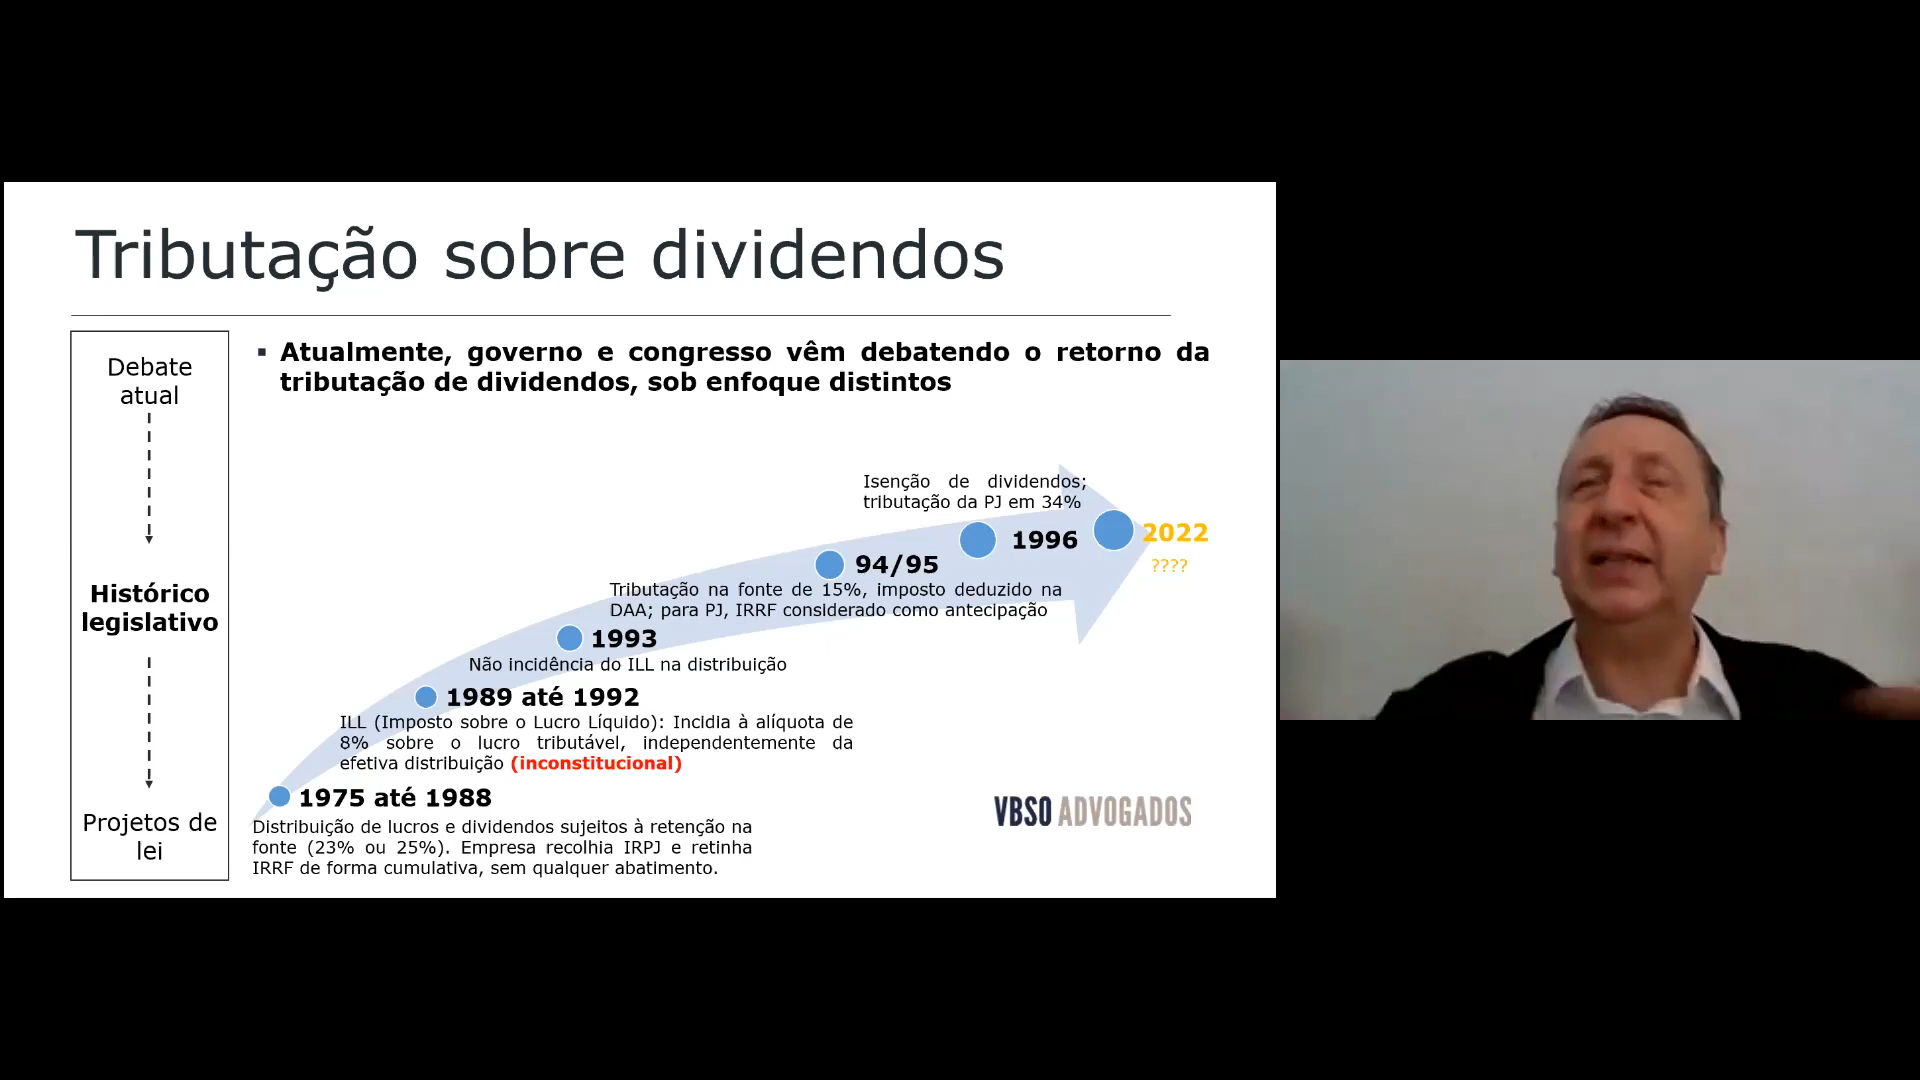 Tributação sobre dividendos
Debate
atual
Histórico
legislativo
Projetos de
lei
▪ Atualmente, governo e congresso vêm debatendo o retorno da
tributação de dividendos, sob enfoque distintos
Isenção de dividendos;
tributação da PJ em 34%
2022
????
1996
94/95
Tributação na fonte de 15%, imposto deduzido na
DAA; para PJ, IRRF considerado como antecipação
1993
Não incidência do ILL na distribuição
1989 até 1992
ILL (Imposto sobre o Lucro Líquido): Incidia à alíquota de
8% sobre o lucro tributável, independentemente da
efetiva distribuição (inconstitucional)
1975 até 1988
Distribuição de lucros e dividendos sujeitos à retenção na
fonte (23% ou 25%). Empresa recolhia IRPJ e retinha
IRRF de forma cumulativa, sem qualquer abatimento.
VBSO ADVOGADOS